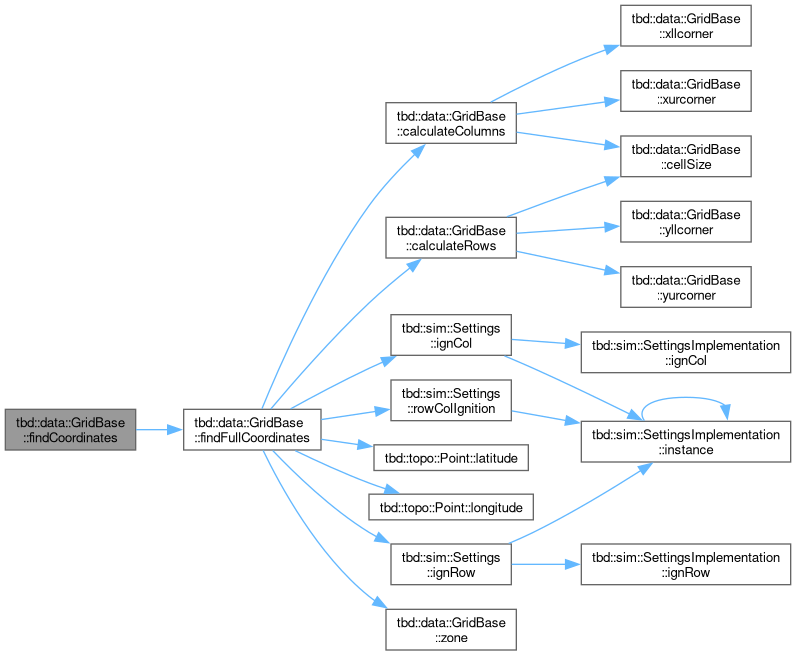 tbd::data::GridBase
::findCoordinates
tbd::data::GridBase
::findFullCoordinates
tbd::data::GridBase
::calculateColumns
tbd::data::GridBase
::calculateRows
tbd::sim::Settings
::ignCol
tbd::sim::Settings
::rowColIgnition
tbd::topo::Point::latitude
tbd::topo::Point::longitude
tbd::sim::Settings
::ignRow
tbd::data::GridBase
::zone
tbd::data::GridBase
::xllcorner
tbd::data::GridBase
::xurcorner
tbd::data::GridBase
::cellSize
tbd::data::GridBase
::yllcorner
tbd::data::GridBase
::yurcorner
tbd::sim::SettingsImplementation
::ignCol
tbd::sim::SettingsImplementation
::instance
tbd::sim::SettingsImplementation
::ignRow